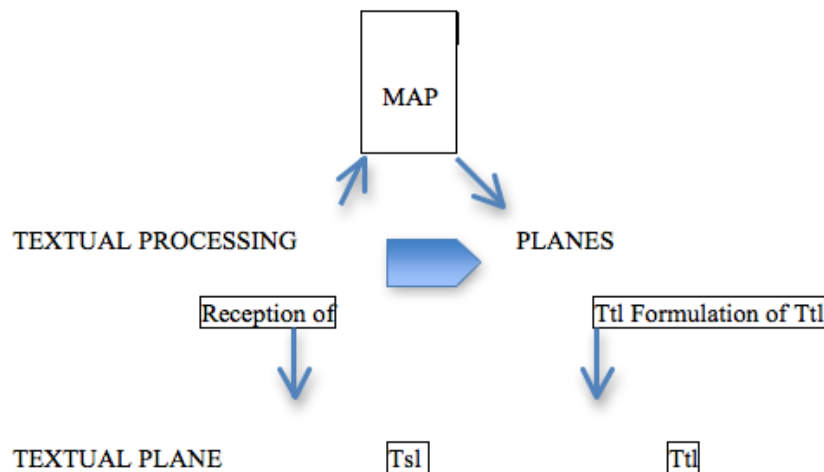 MAP
TEXTUAL PROCESSING PLANES
Reception of Ttl Formulation of Ttl
TEXTUAL PLANE Tsl Ttl